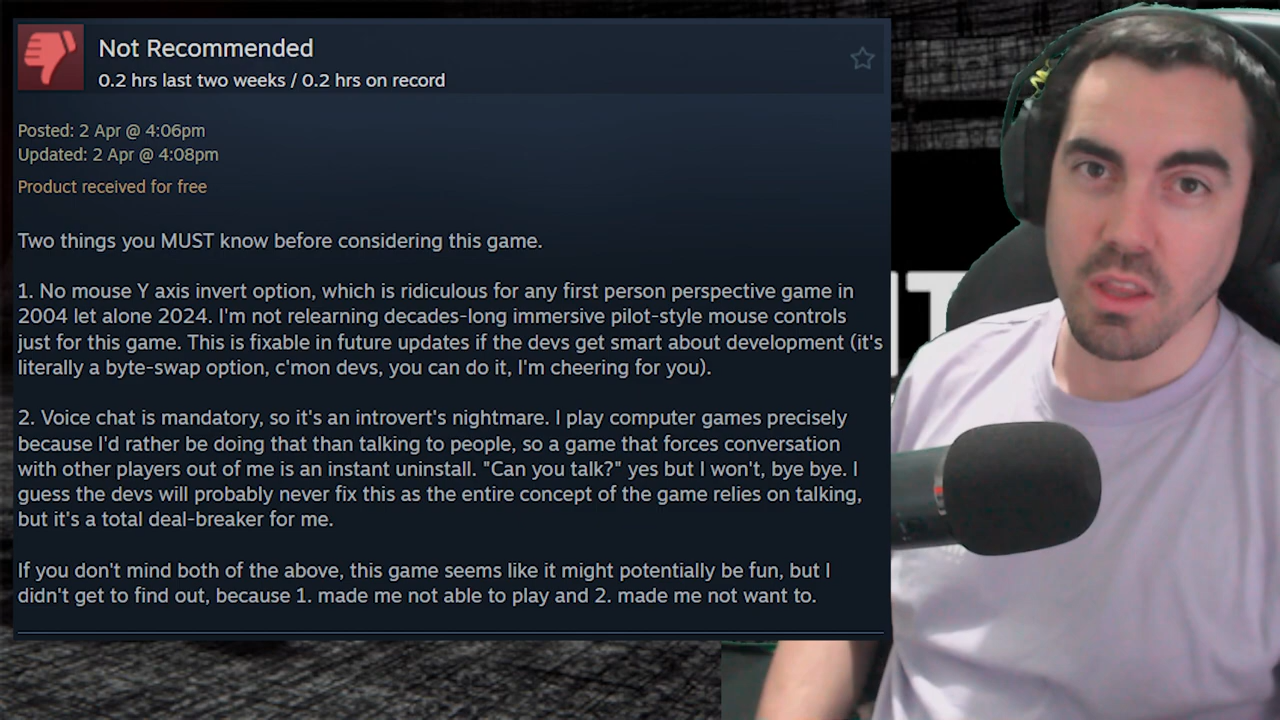 Not Recommended
0.2 hrs last two weeks / 0.2 hrs on record
Posted: 2 Apr @ 4:06pm
Updated: 2 Apr @ 4:08pm
Product received for free
Two things you MUST know before considering this game.
1. No mouse Y axis invert option, which is ridiculous for any first person perspective game in
2004 let alone 2024. I'm not relearning decades-long immersive pilot-style mouse controls
just for this game. This is fixable in future updates if the devs get smart about development (it's
literally a byte-swap option, c'mon devs, you can do it, I'm cheering for you).
2. Voice chat is mandatory, so it's an introvert's nightmare. I play computer games precisely
because I'd rather be doing that than talking to people, so a game that forces conversation
with other players out of me is an instant uninstall. "Can you talk?" yes but I won't, bye bye. I
guess the devs will probably never fix this as the entire concept of the game relies on talking,
but it's a total deal-breaker for me.
If you don't mind both of the above, this game seems like it might potentially be fun, but I
didn't get to find out, because 1. made me not able to play and 2. made me not want to.